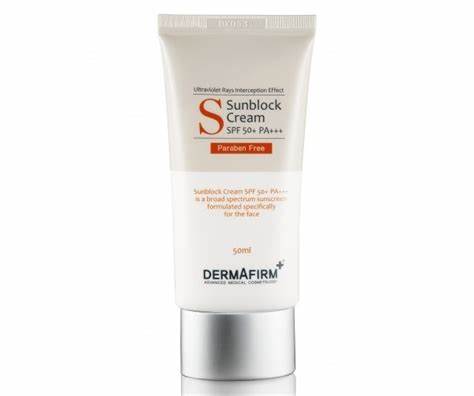 Ultraviolet Rays Interception Effect
S Sunblock
Cream
SPF 50+ PA+++
Paraben Free
Sunblock Cream SPF 50+ PA+++
is a broad spectrum sunscreen
formulated specifically
for the face
50ml
DERMAFIRM+
ADVANCED MEDICAL COSMETOLOGY